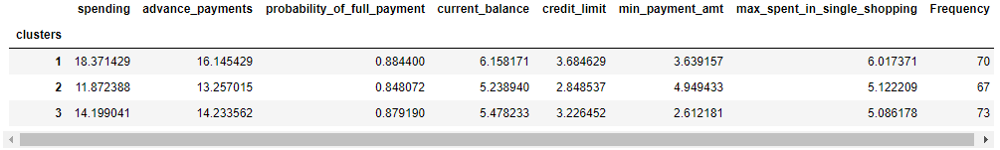 spending advance_payments probability_of_full_payment current_balance credit_limit min_payment_amt max_spent_in_single_shopping Frequency
clusters
1 18.371429 16.145429 0.884400 6.158171 3.684629 3.639157 6.017371 70
2 11.872388 13.257015 0.848072 5.238940 2.848537 4.949433 5.122209 67
3 14.199041 14.233562 0.879190 5.478233 3.226452 2.612181 5.086178 73